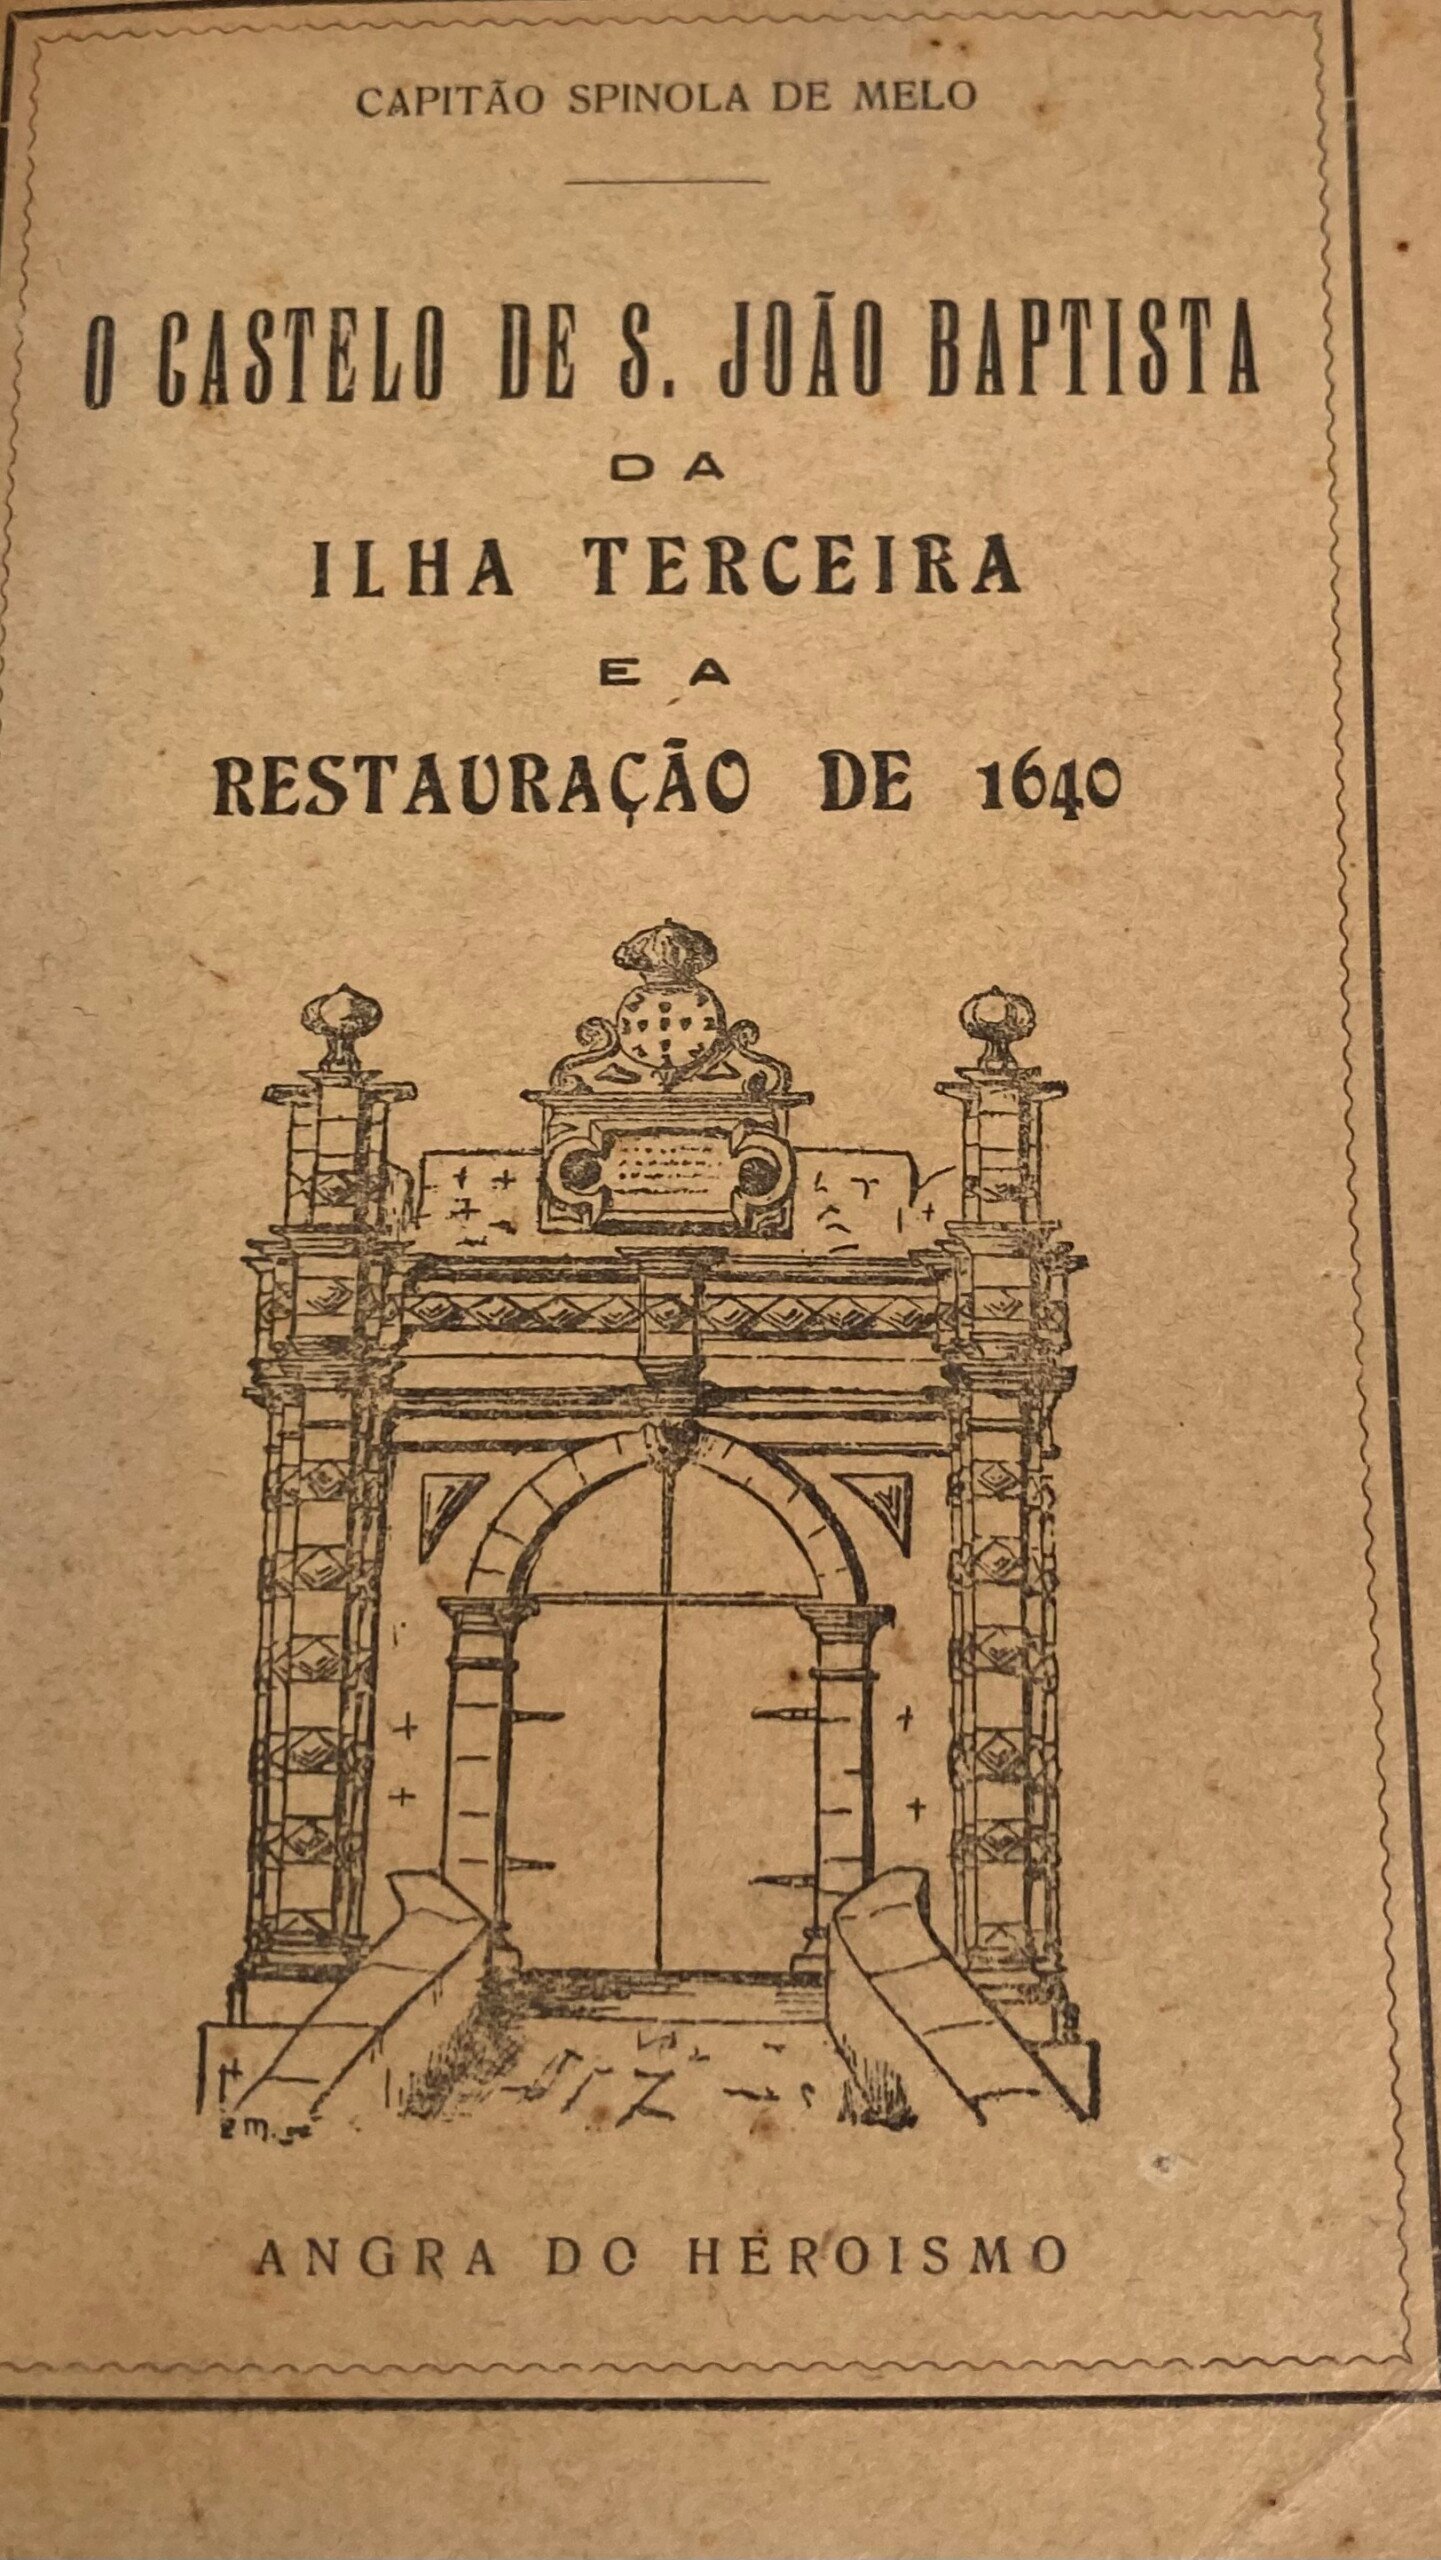 CAPITÃO SPINOLA DE MELO
O CASTELO DE S. JOÃO BAPTISTA
DA
ILHA TERCEIRA
E A
RESTAURAÇÃO DE 1640
ANGRA DO HEROISMO